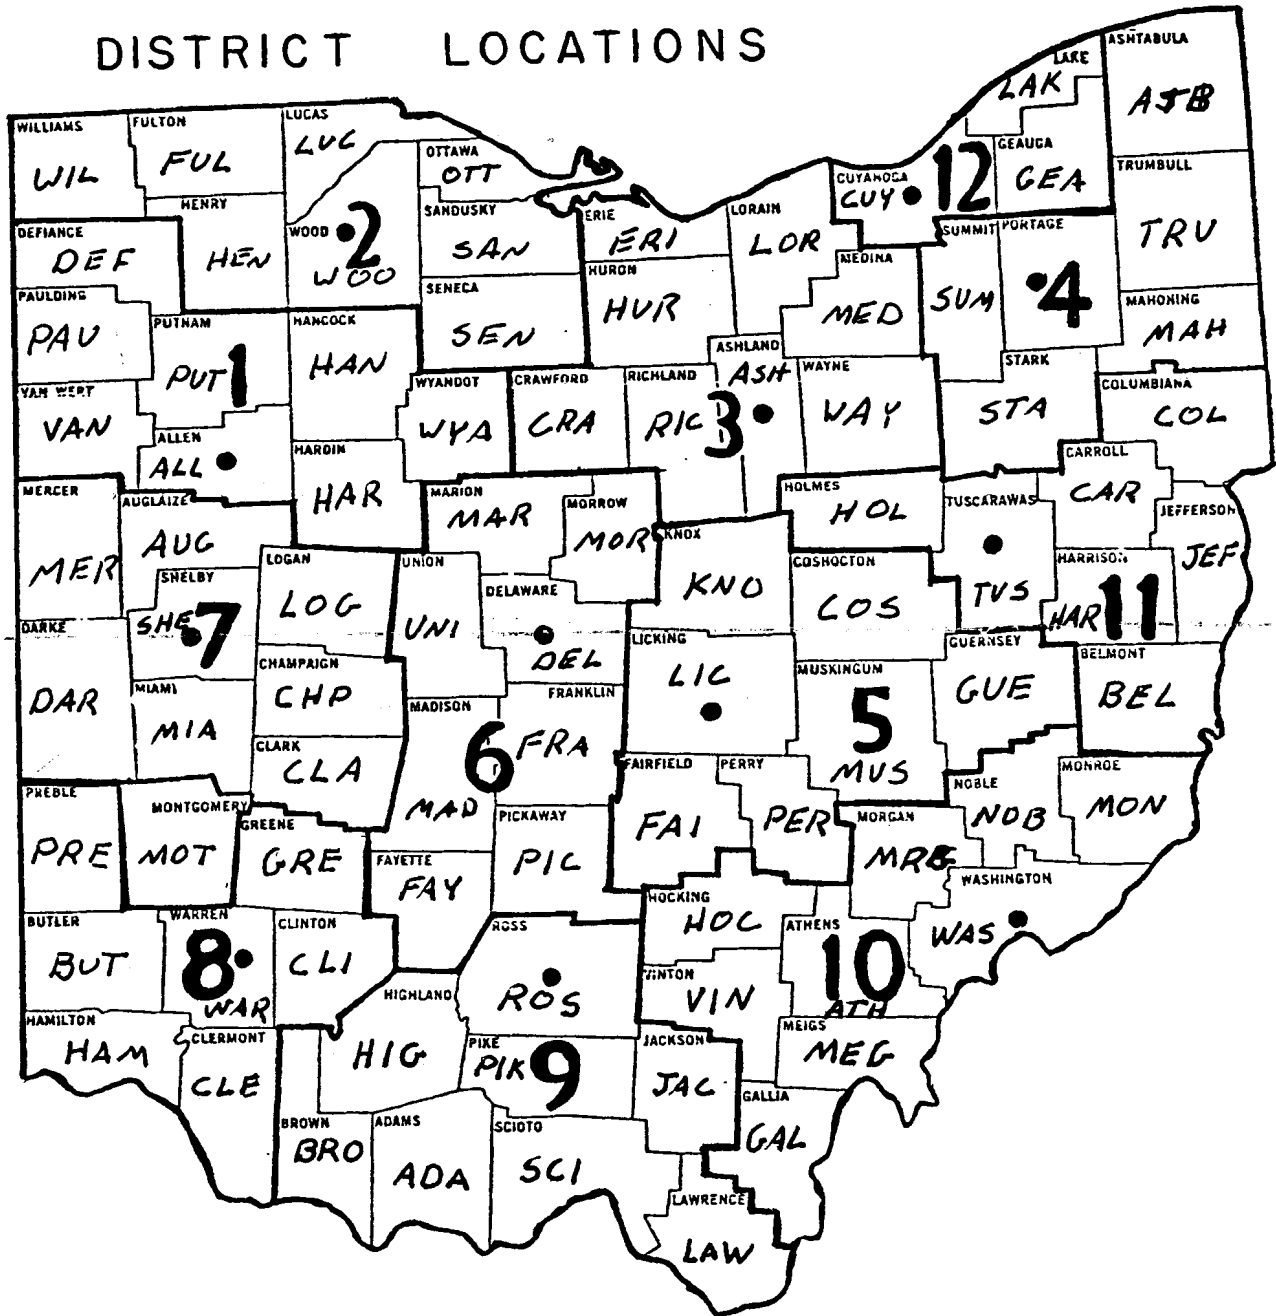 DISTRICT LOCATIONS
WILLIAMS
WIL
FULTON
FUL
LUCAS
LUC
OTTAWA
OTT
HENRY
HEN
WOOD
2
WOO
SANDUSKY
SAN
ERIE
ERI
LORAIN
LOR
CUYAHOGA
CUY
12
LAKE
LAK
GEAUGA
GEA
ASHTABULA
ATB
TRUMBULL
TRU
DEFIANCE
DEF
PAULDING
PAU
PUTNAM
PUT
1
HANCOCK
HAN
SENECA
SEN
HURON
HUR
MEDINA
MED
SUMMIT
SUM
PORTAGE
4
MAHONING
MAH
VAN WERT
VAN
ALLEN
ALL
HARDIN
HAR
WYANDOT
WYA
CRAWFORD
CRA
RICHLAND
RIC
3
ASHLAND
ASH
WAYNE
WAY
STARK
STA
COLUMBIANA
COL
MERCER
MER
AUGLAIZE
AUG
MARION
MAR
MORROW
MOR
KNOX
KNO
HOLMES
HOL
TUSCARAWAS
TUS
CARROLL
CAR
JEFFERSON
JEF
SHELBY
SHE
7
LOGAN
LOG
UNION
UNI
DELAWARE
DEL
COSHOCTON
COS
HARRISON
HAR
11
DARKE
DAR
MIAMI
MIA
CHAMPAIGN
CHP
LICKING
LIC
MUSKINGUM
5
MUS
GUERNSEY
GUE
BELMONT
BEL
CLARK
CLA
MADISON
MAD
6
FRANKLIN
FRA
FAIRFIELD
FAI
PERRY
PER
NOBLE
NOB
MONROE
MON
PREBLE
PRE
MONTGOMERY
MOT
GREENE
GRE
FAYETTE
FAY
PICKAWAY
PIC
MORGAN
MRG
WASHINGTON
WAS
BUTLER
BUT
WARREN
8
WAR
CLINTON
CLI
ROSS
ROS
HOCKING
HOC
ATHENS
10
ATH
HAMILTON
HAM
CLERMONT
CLE
HIGHLAND
HIG
PIKE
PIK
9
VINTON
VIN
JACKSON
JAC
MEIGS
MEG
BROWN
BRO
ADAMS
ADA
SCIOTO
SCI
GALLIA
GAL
LAWRENCE
LAW